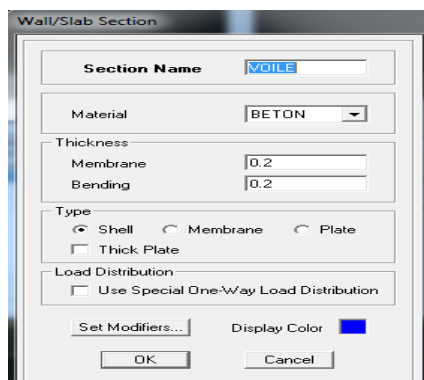 Wall/Slab Section
Section Name VOILE
Material BETON
Thickness
Membrane 0.2
Bending 0.2
Type
Shell Membrane Plate
Thick Plate
Load Distribution
Use Special One-Way Load Distribution
Set Modifiers... Display Color
OK Cancel